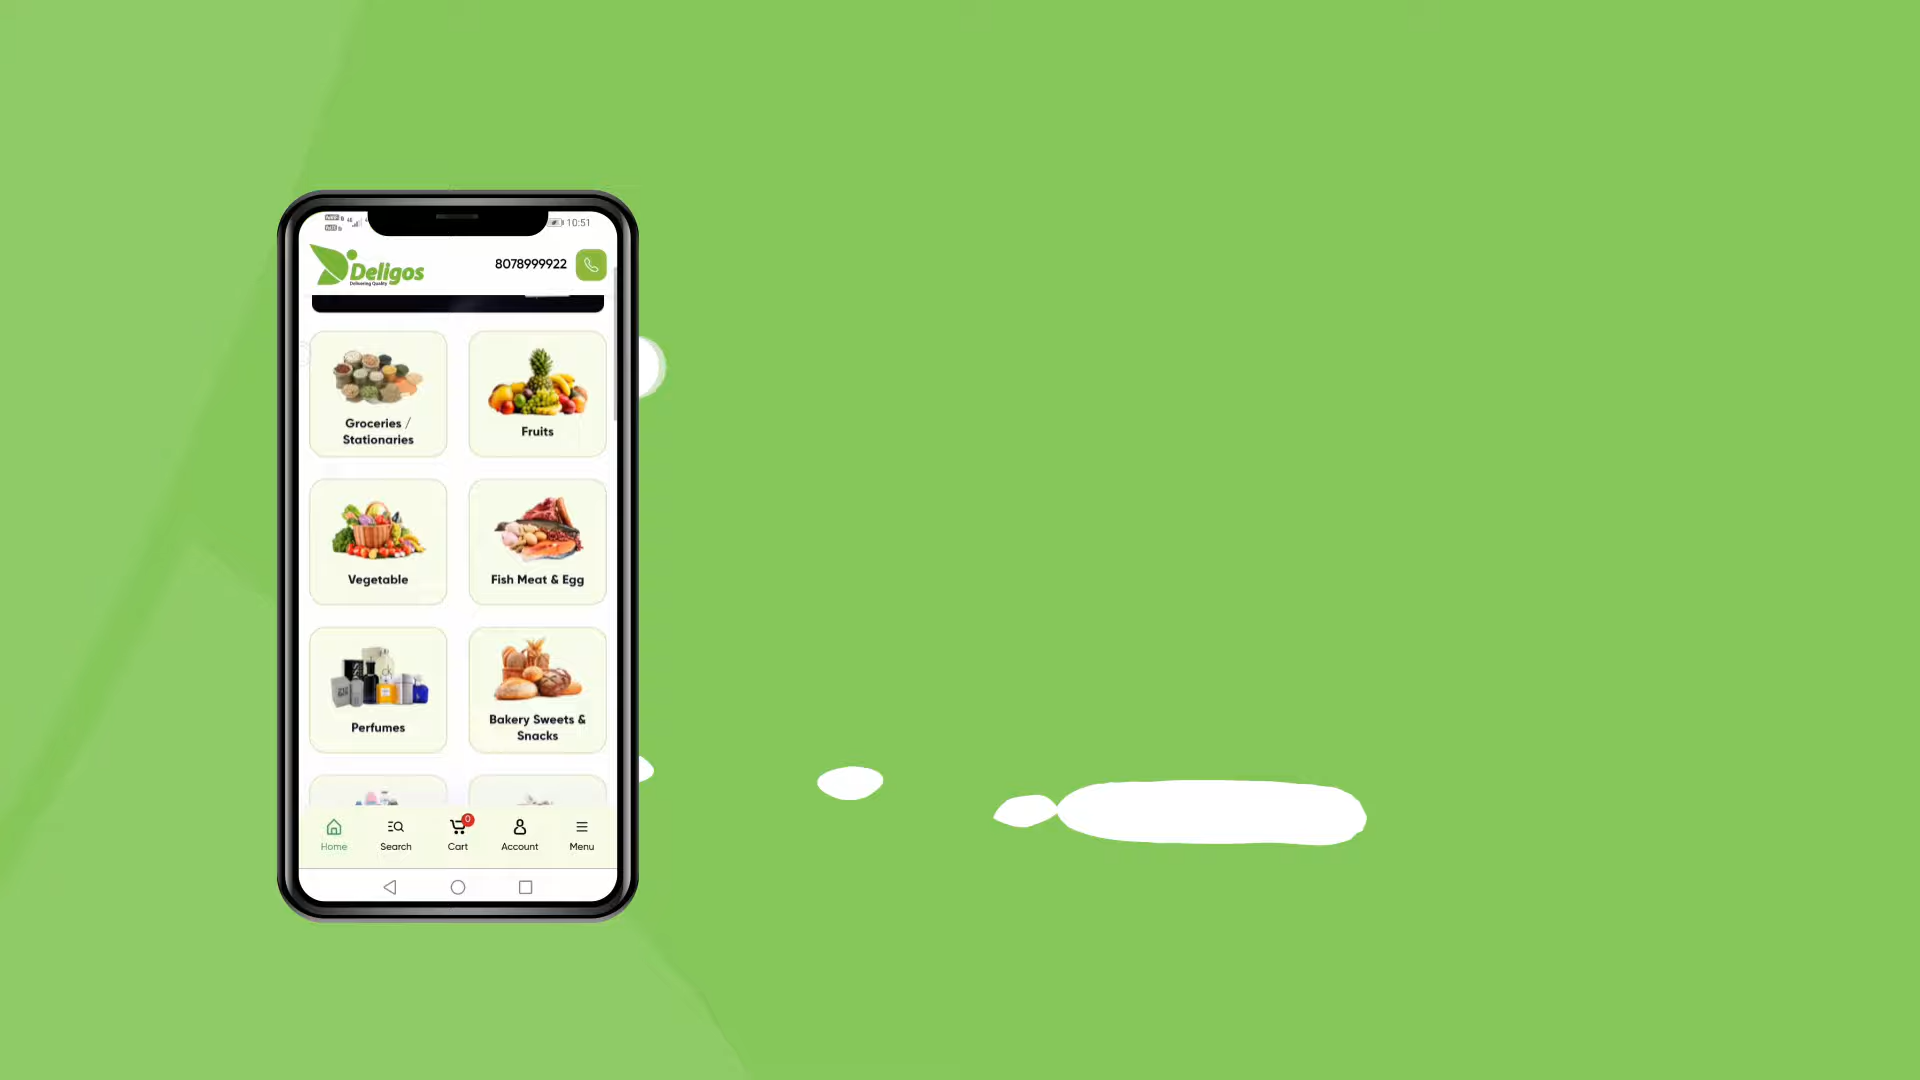 10:51
Deligos
Delivering Quality
8078999922
Groceries /
Stationaries
Fruits
Vegetable
Fish Meat & Egg
Perfumes
Bakery Sweets &
Snacks
0
Home
Search
Cart
Account
Menu